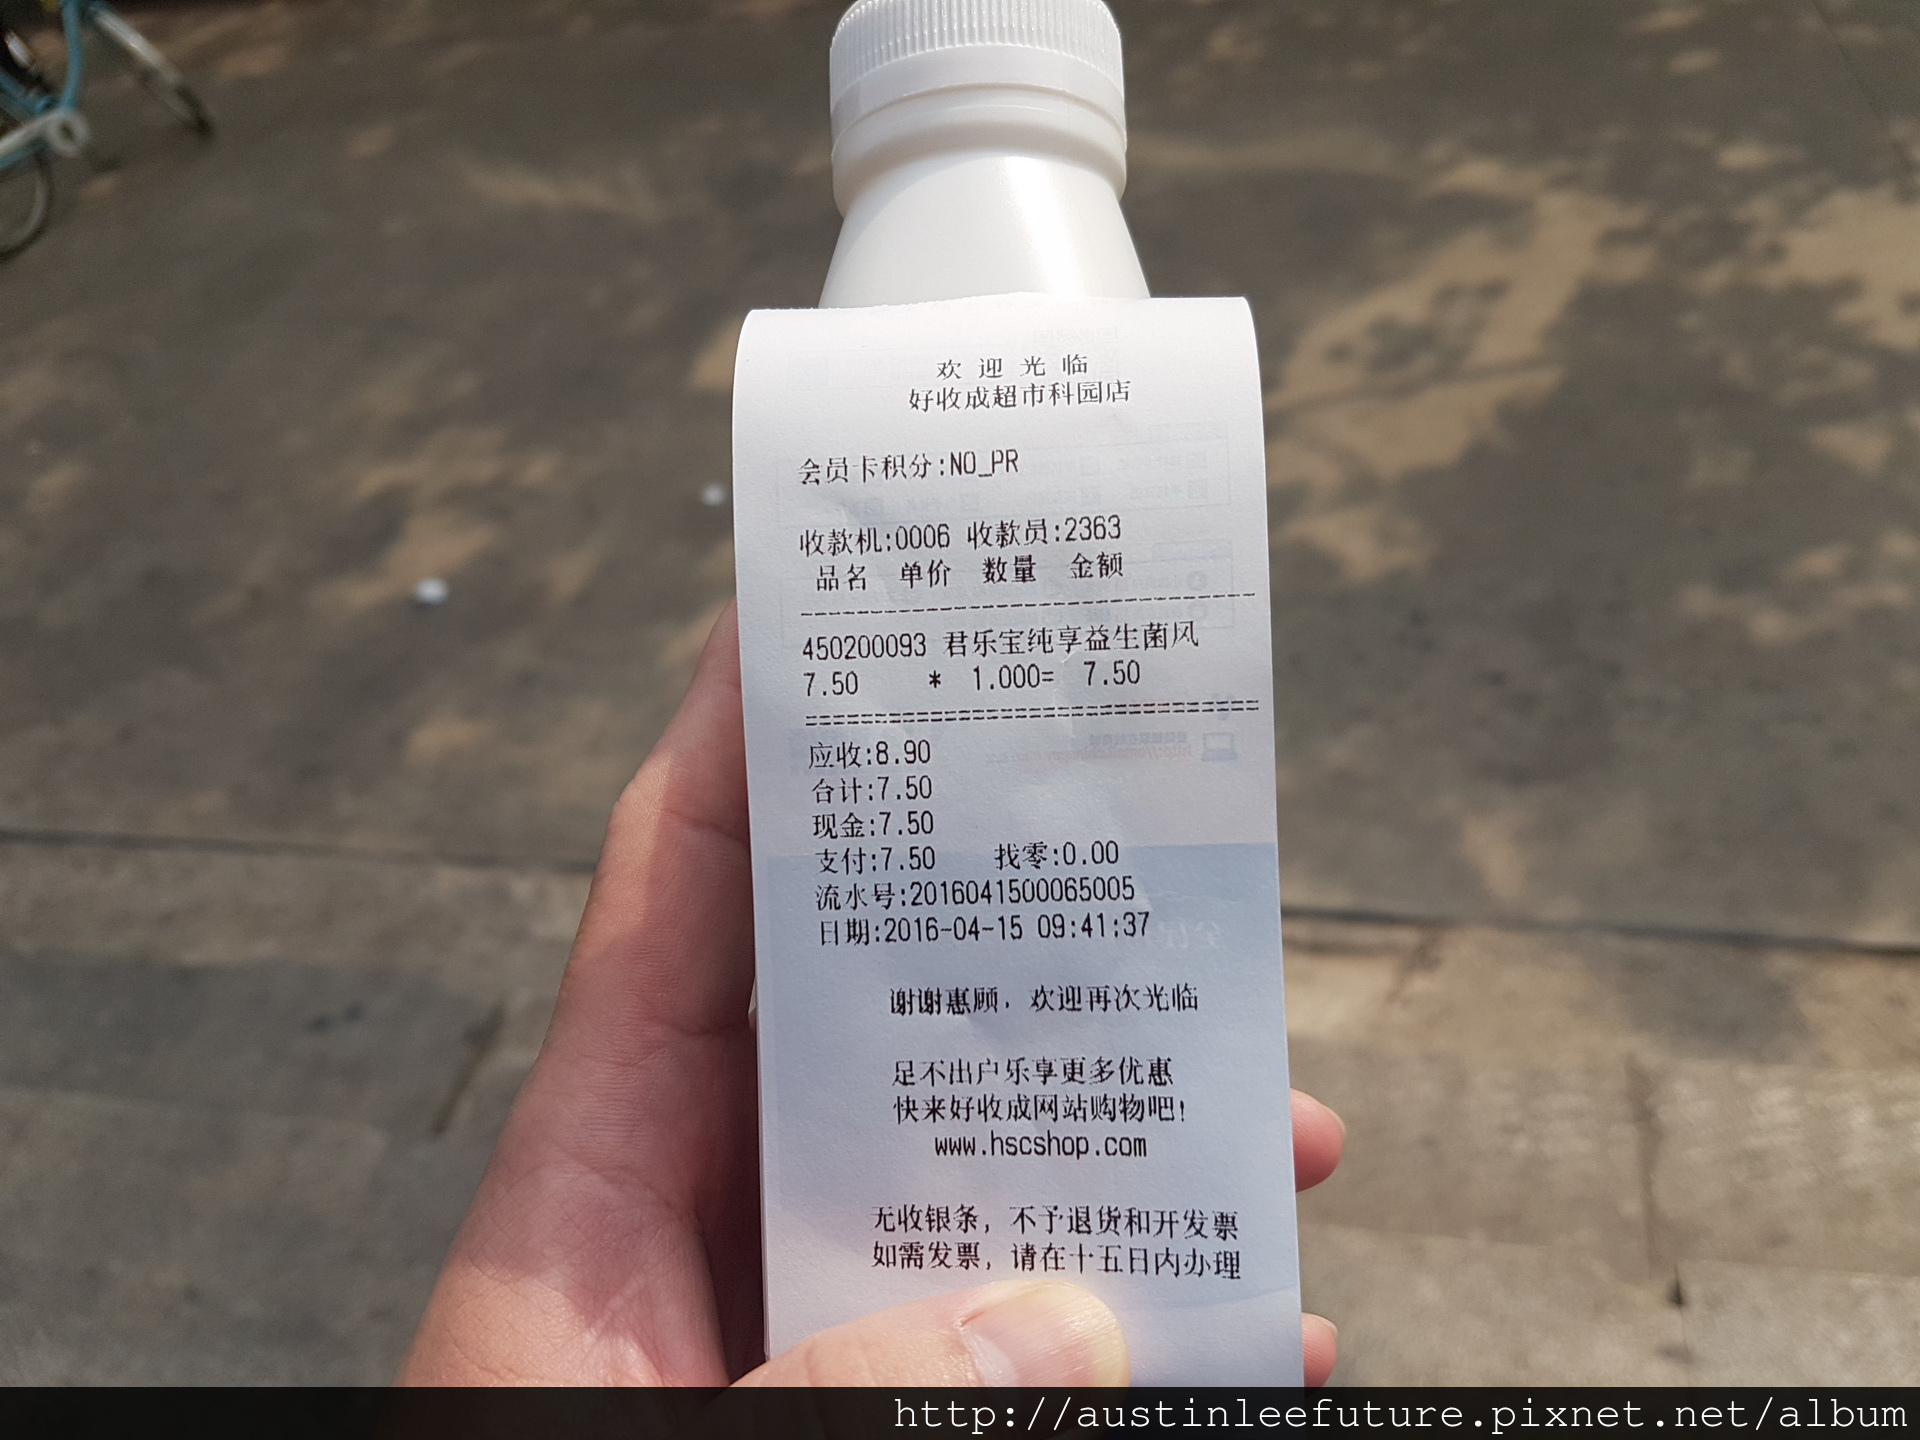 欢迎光临
好收成超市科园店
会员卡积分:NO_PR
收款机:0006 收款员:2363
品名 单价 数量 金额
450200093 君乐宝纯享益生菌风
7.50 * 1.000= 7.50
应收:8.90
合计:7.50
现金:7.50
支付:7.50 找零:0.00
流水号:2016041500065005
日期:2016-04-15 09:41:37
谢谢惠顾，欢迎再次光临
足不出户乐享更多优惠
快来好收成网站购物吧!
www.hscshop.com
无收银条，不予退货和开发票
如需发票，请在十五日内办理
http://austinleefuture.pixnet.net/album